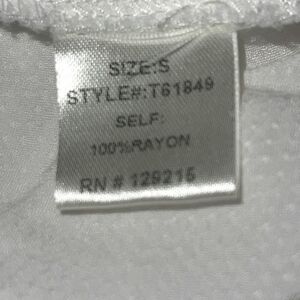 SIZE:S
STYLE#:T61849
SELF:
100%RAYON
RN # 129215